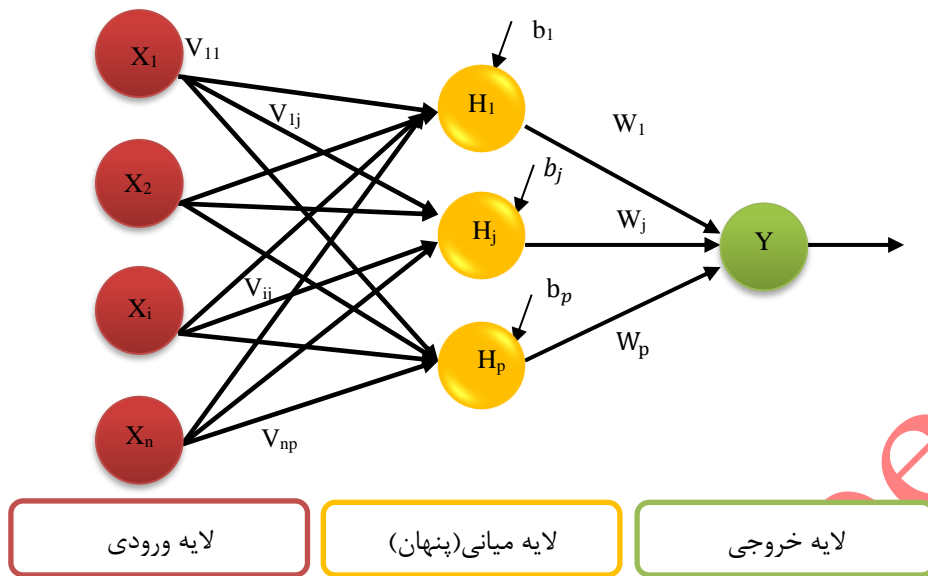 X₁
V₁₁
b₁
H₁
V₁ⱼ
W₁
X₂
bⱼ
Hⱼ
Wⱼ
Y
Xᵢ
Vᵢⱼ
bₚ
Hₚ
Wₚ
Xₙ
Vₙₚ
لایه ورودی
لایه میانی(پنهان)
لایه خروجی